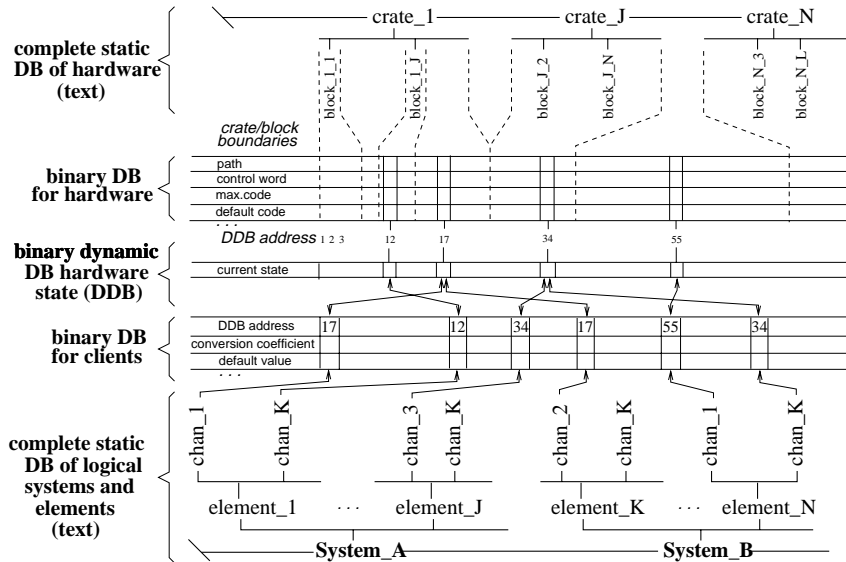 crate_1 crate_J crate_N
complete static
DB of hardware
(text)
block_1_1 block_1_J block_J_2 block_J_N block_N_3 block_N_L
crate/block
boundaries
binary DB
for hardware
path
control word
max.code
default code
. . .
DDB address 1 2 3 12 17 34 55
binary dynamic
DB hardware
state (DDB)
current state
binary DB
for clients
DDB address 17 12 34 17 55 34
conversion coefficient
default value
. . .
complete static
DB of logical
systems and
elements
(text)
chan_1 chan_K chan_3 chan_K chan_2 chan_K chan_1 chan_K
element_1 . . . element_J element_K . . . element_N
System_A System_B